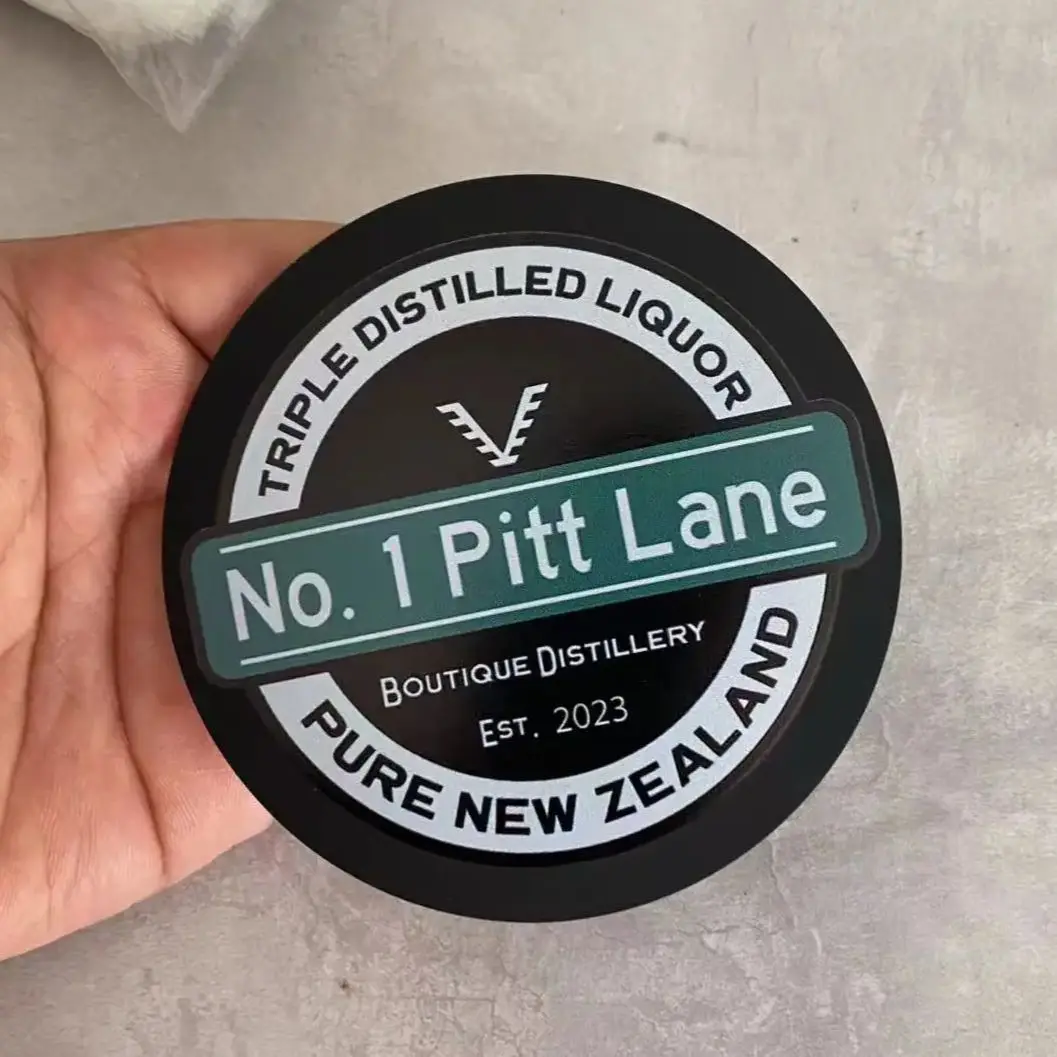 TRIPLE DISTILLED LIQUOR
No. 1 Pitt Lane
BOUTIQUE DISTILLERY
EST. 2023
PURE NEW ZEALAND